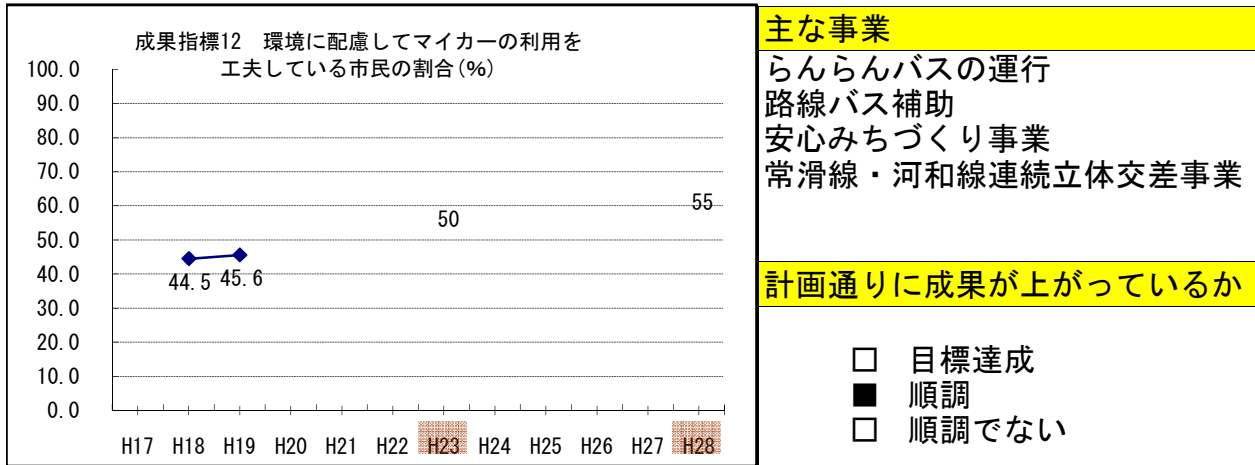 成果指標12 環境に配慮してマイカーの利用を
工夫している市民の割合(%)
100.0
90.0
80.0
70.0
60.0
50.0
40.0
30.0
20.0
10.0
0.0
44.5
45.6
50
55
H17 H18 H19 H20 H21 H22 H23 H24 H25 H26 H27 H28
主な事業
らんらんバスの運行
路線バス補助
安心みちづくり事業
常滑線・河和線連続立体交差事業
計画通りに成果が上がっているか
□ 目標達成
■ 順調
□ 順調でない